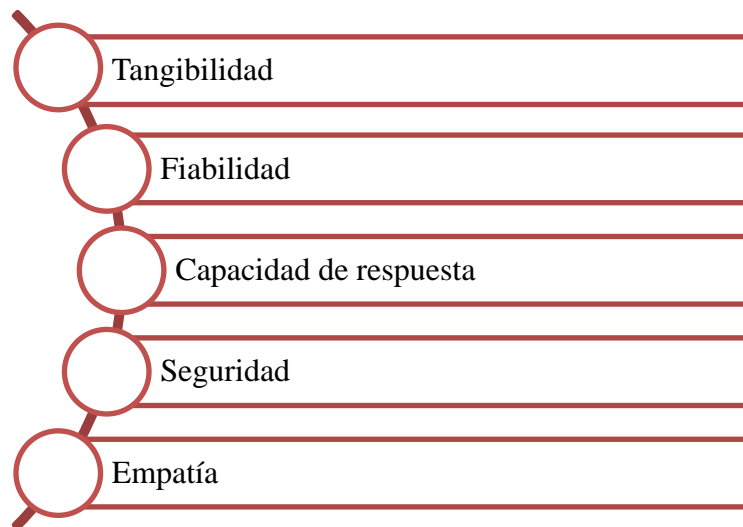 Tangibilidad
Fiabilidad
Capacidad de respuesta
Seguridad
Empatía